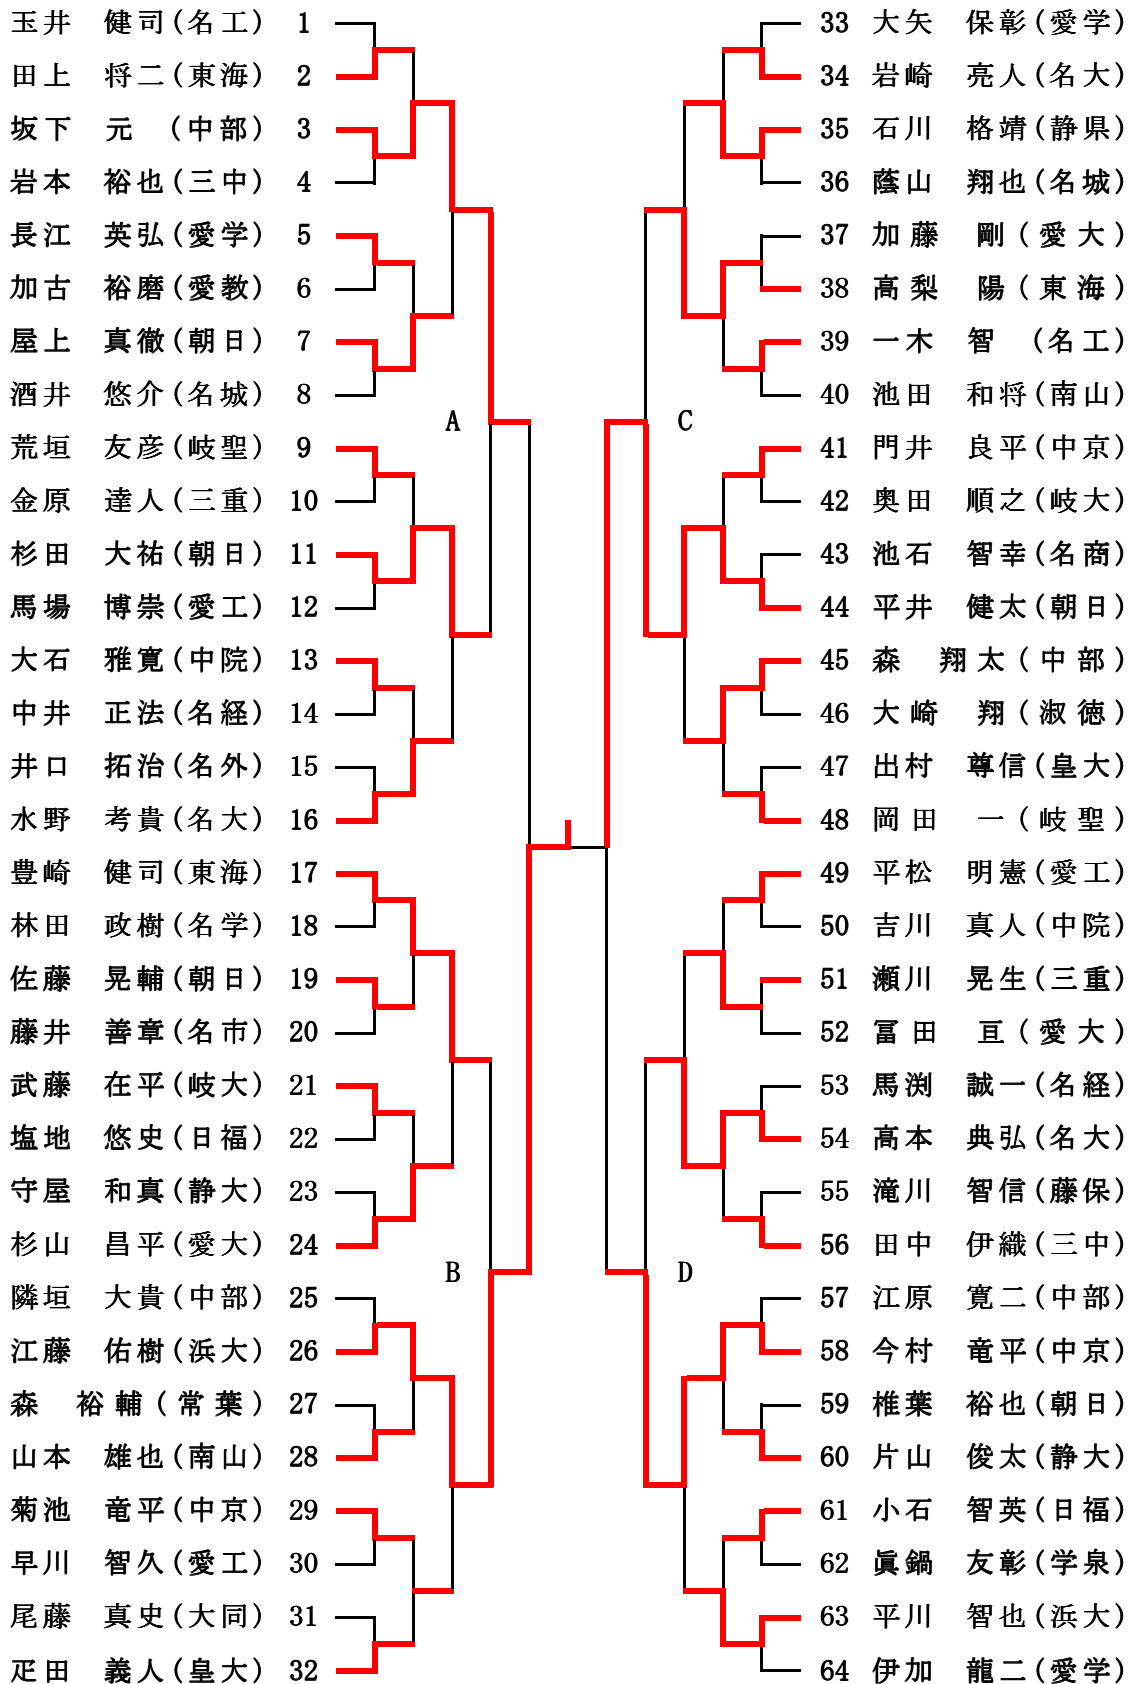 玉井 健司(名工) 1
田上 将二(東海) 2
坂下 元 (中部) 3
岩本 裕也(三中) 4
長江 英弘(愛学) 5
加古 裕磨(愛教) 6
屋上 真徹(朝日) 7
酒井 悠介(名城) 8
A
荒垣 友彦(岐聖) 9
金原 達人(三重) 10
杉田 大祐(朝日) 11
馬場 博崇(愛工) 12
大石 雅寛(中院) 13
中井 正法(名経) 14
井口 拓治(名外) 15
水野 考貴(名大) 16
豊崎 健司(東海) 17
林田 政樹(名学) 18
佐藤 晃輔(朝日) 19
藤井 善章(名市) 20
武藤 在平(岐大) 21
塩地 悠史(日福) 22
守屋 和真(静大) 23
杉山 昌平(愛大) 24
B
隣垣 大貴(中部) 25
江藤 佑樹(浜大) 26
森 裕輔(常葉) 27
山本 雄也(南山) 28
菊池 竜平(中京) 29
早川 智久(愛工) 30
尾藤 真史(大同) 31
疋田 義人(皇大) 32
33 大矢 保彰(愛学)
34 岩崎 亮人(名大)
35 石川 格靖(静県)
36 蔭山 翔也(名城)
37 加藤 剛(愛大)
38 高梨 陽(東海)
39 一木 智 (名工)
40 池田 和将(南山)
C
41 門井 良平(中京)
42 奥田 順之(岐大)
43 池石 智幸(名商)
44 平井 健太(朝日)
45 森 翔太(中部)
46 大崎 翔(淑徳)
47 出村 尊信(皇大)
48 岡田 一(岐聖)
49 平松 明憲(愛工)
50 吉川 真人(中院)
51 瀬川 晃生(三重)
52 冨田 亘(愛大)
53 馬渕 誠一(名経)
54 高本 典弘(名大)
55 滝川 智信(藤保)
56 田中 伊織(三中)
D
57 江原 寛二(中部)
58 今村 竜平(中京)
59 椎葉 裕也(朝日)
60 片山 俊太(静大)
61 小石 智英(日福)
62 眞鍋 友彰(学泉)
63 平川 智也(浜大)
64 伊加 龍二(愛学)